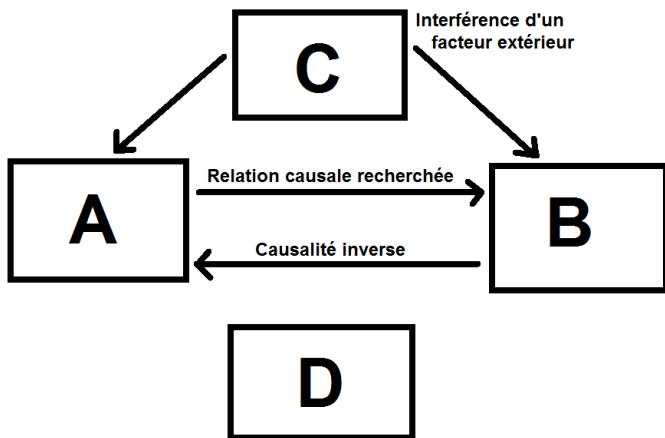 Interférence d'un
facteur extérieur
C
Relation causale recherchée
A
B
Causalité inverse
D